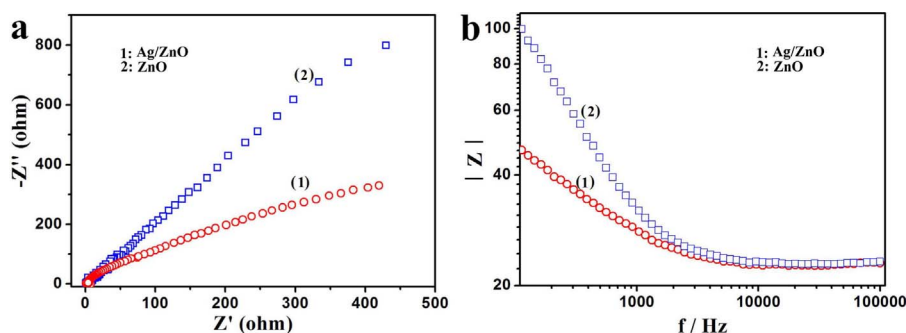 a
1: Ag/ZnO
2: ZnO
(2)
(1)
800
600
400
200
0
-Z'' (ohm)
0 100 200 300 400 500
Z' (ohm)
b
1: Ag/ZnO
2: ZnO
(2)
(1)
100
80
60
40
20
| Z |
1000 10000 100000
f / Hz